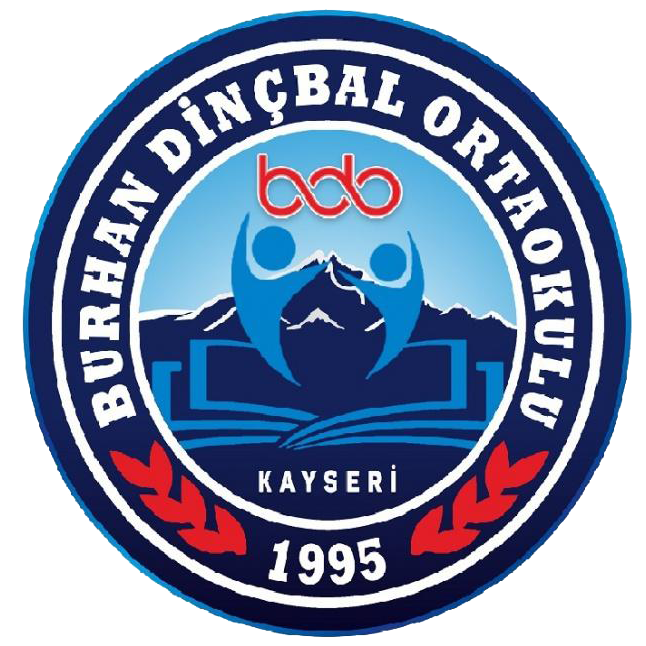 BURHAN DİNÇBAL ORTAOKULU
bdo
KAYSERİ
1995